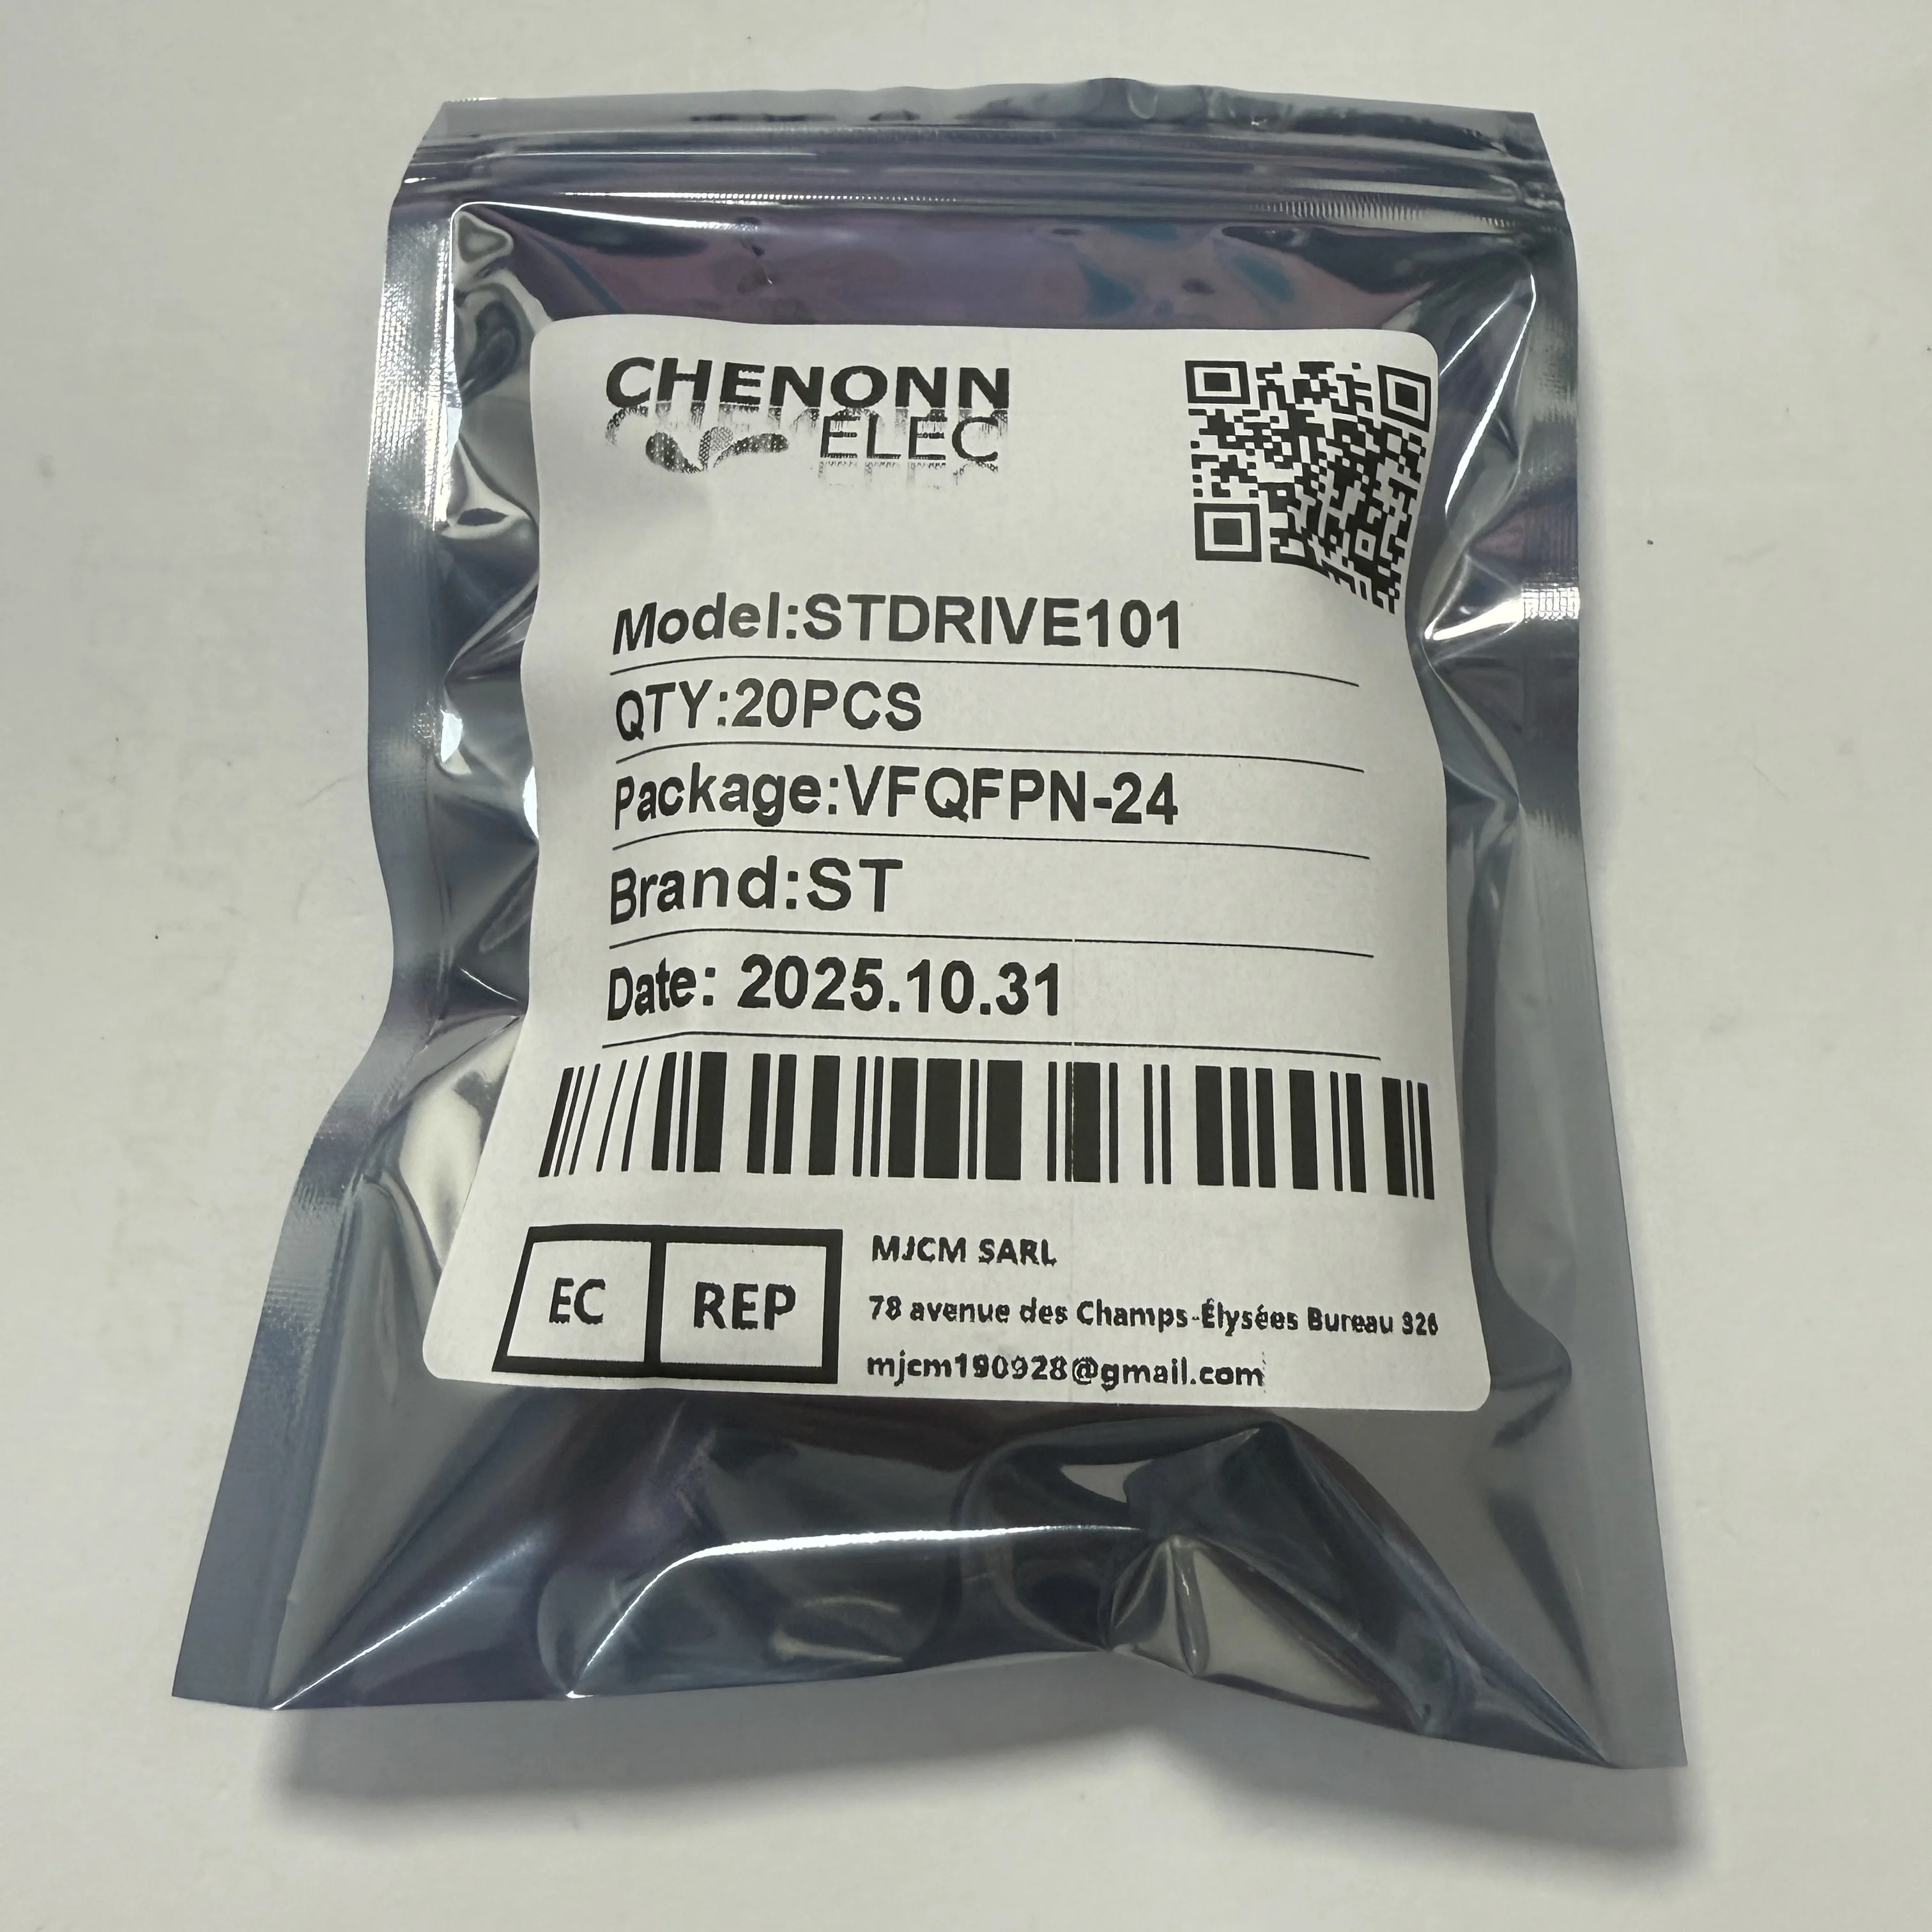 CHENONN
ELEC
Model:STDRIVE101
QTY:20PCS
Package:VFQFPN-24
Brand:ST
Date: 2025.10.31
EC REP
MJCM SARL
78 avenue des Champs-Élysées Bureau 326
mjcm190928@gmail.com